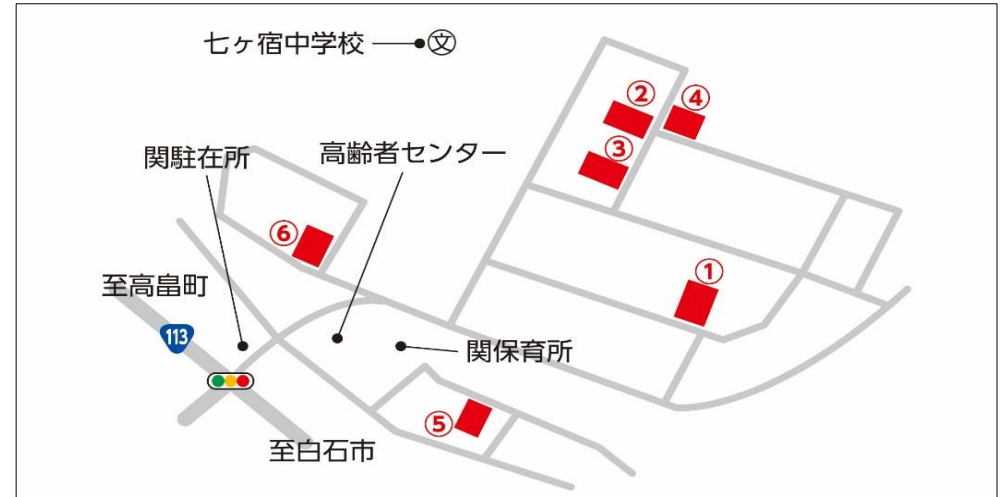 七ヶ宿中学校
文
②
④
関駐在所
高齢者センター
③
⑥
①
至高畠町
113
関保育所
⑤
至白石市